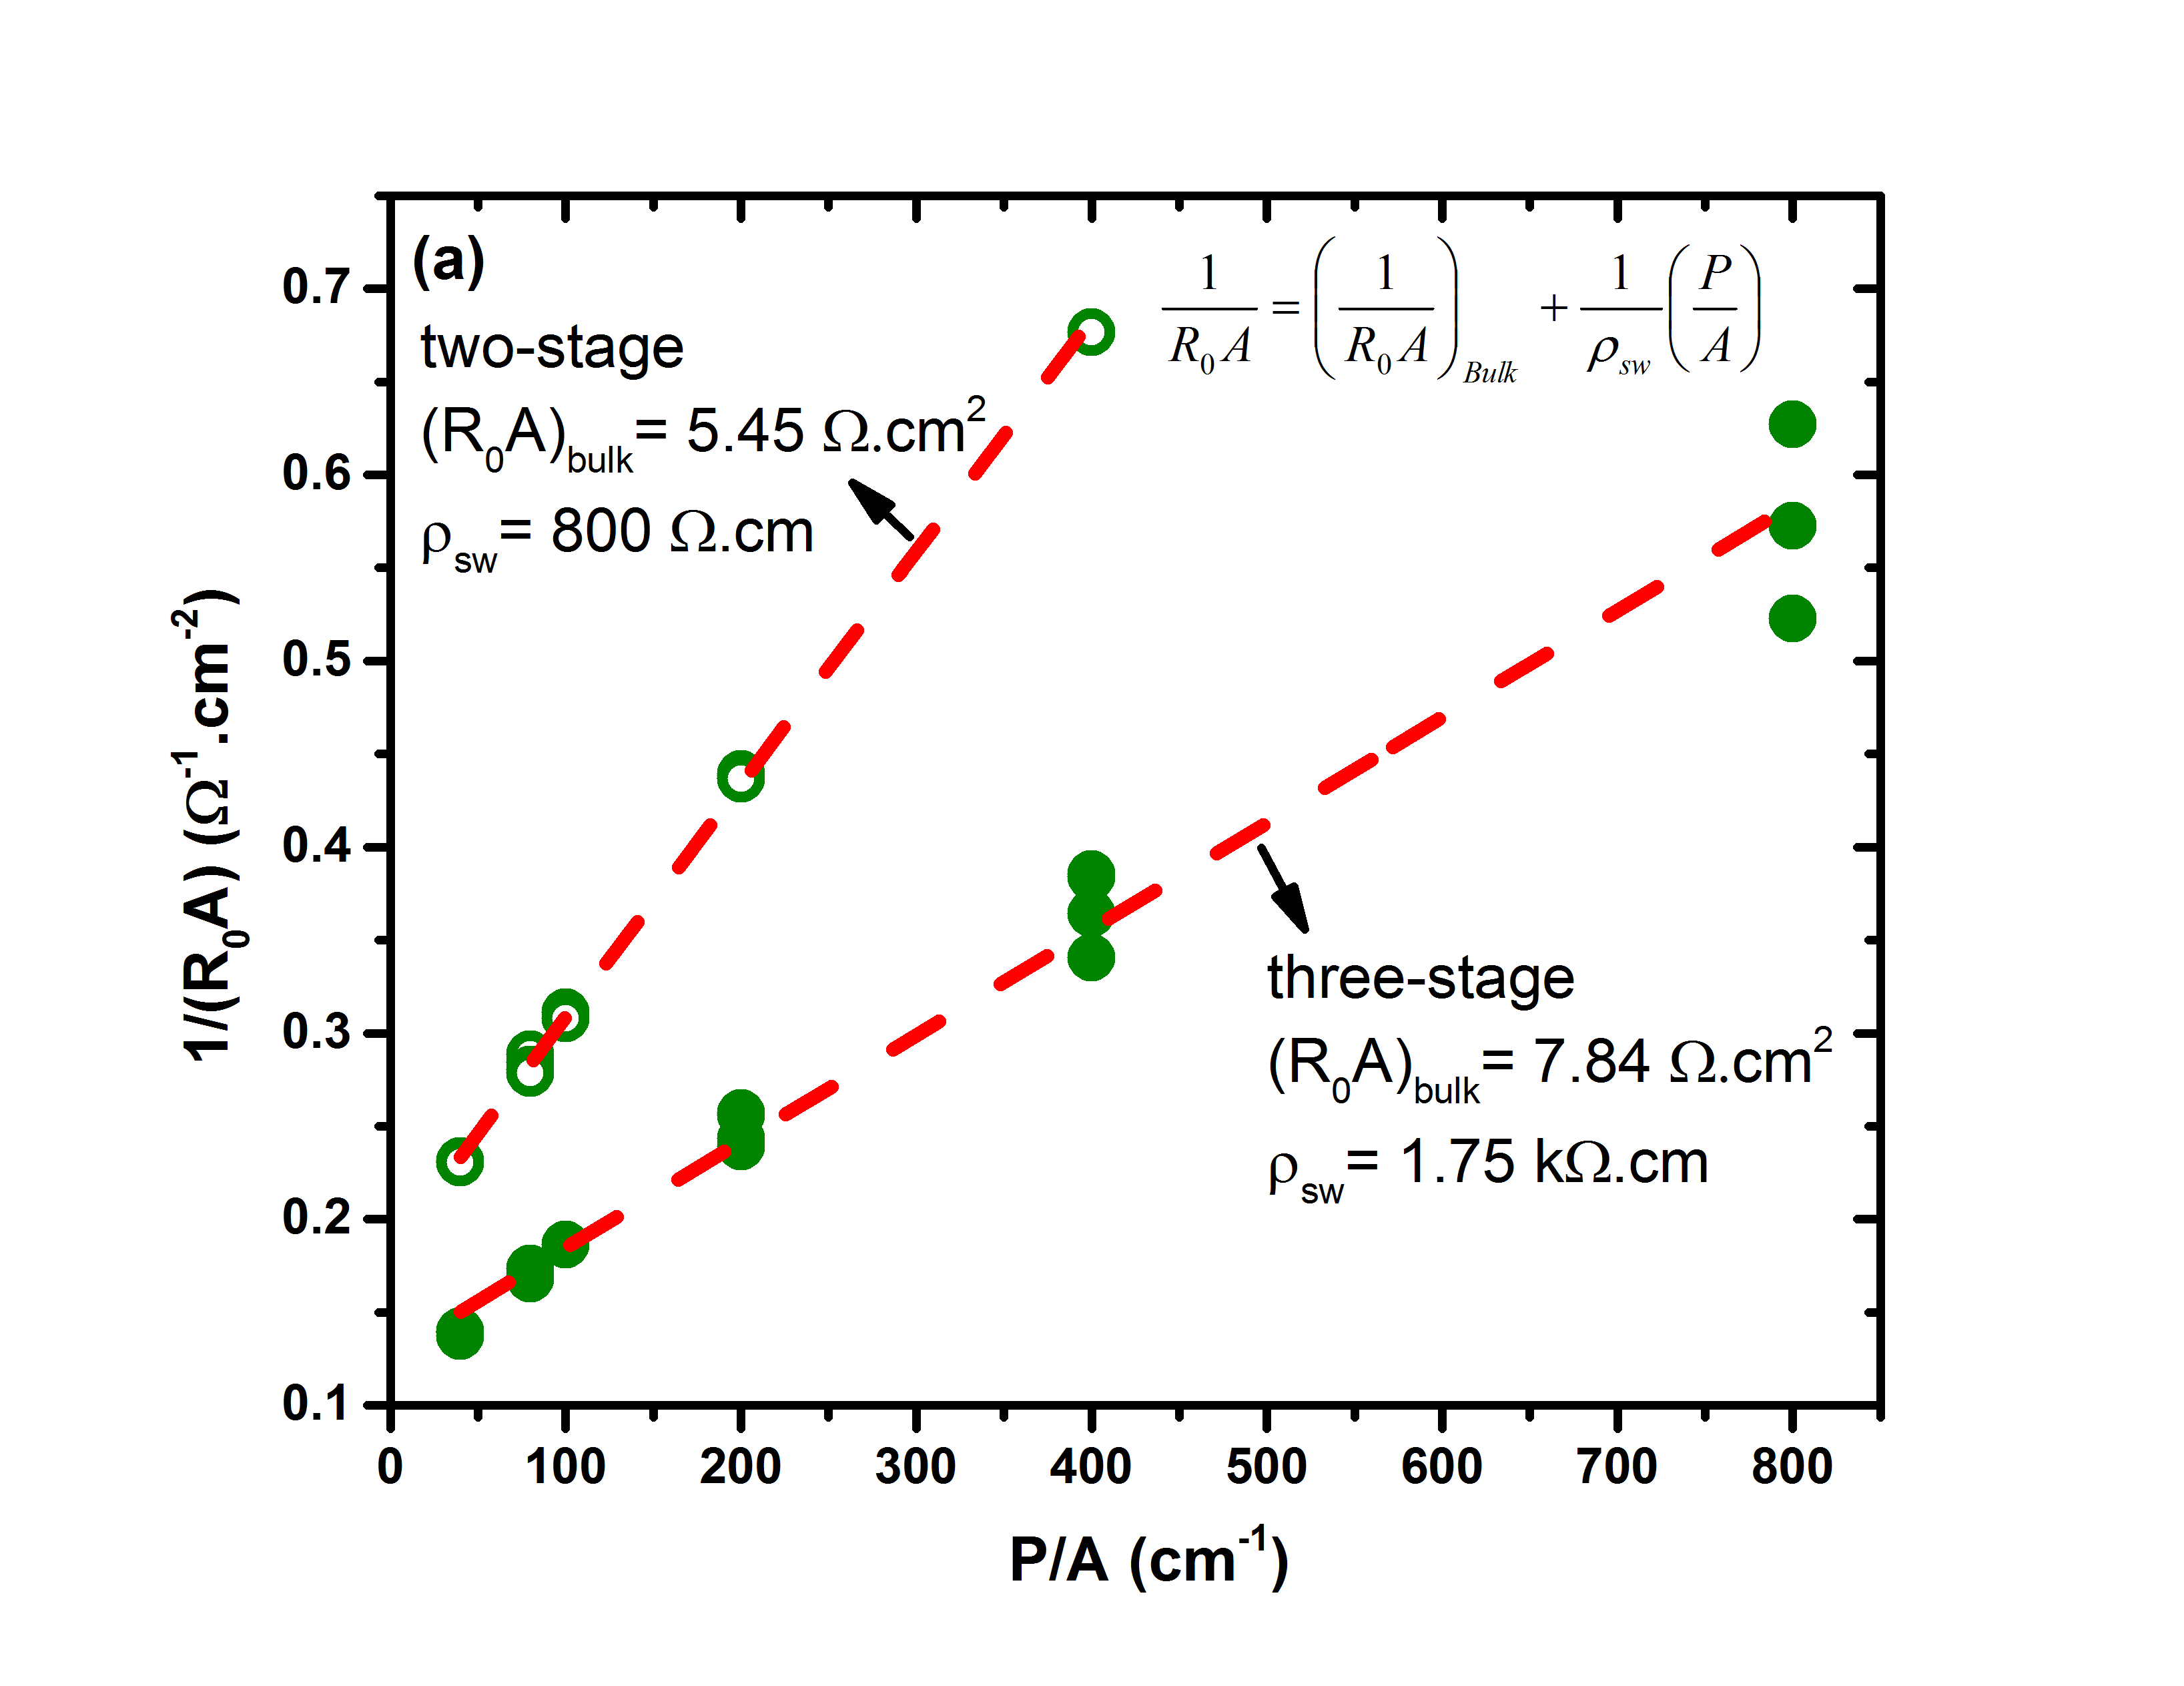 (a)
two-stage
(R₀A)bulk= 5.45 Ω.cm²
ρsw= 800 Ω.cm
1/R₀A = (1/R₀A)Bulk + 1/ρsw (P/A)
three-stage
(R₀A)bulk= 7.84 Ω.cm²
ρsw= 1.75 kΩ.cm
1/(R₀A) (Ω⁻¹.cm⁻²)
0.7
0.6
0.5
0.4
0.3
0.2
0.1
0 100 200 300 400 500 600 700 800
P/A (cm⁻¹)